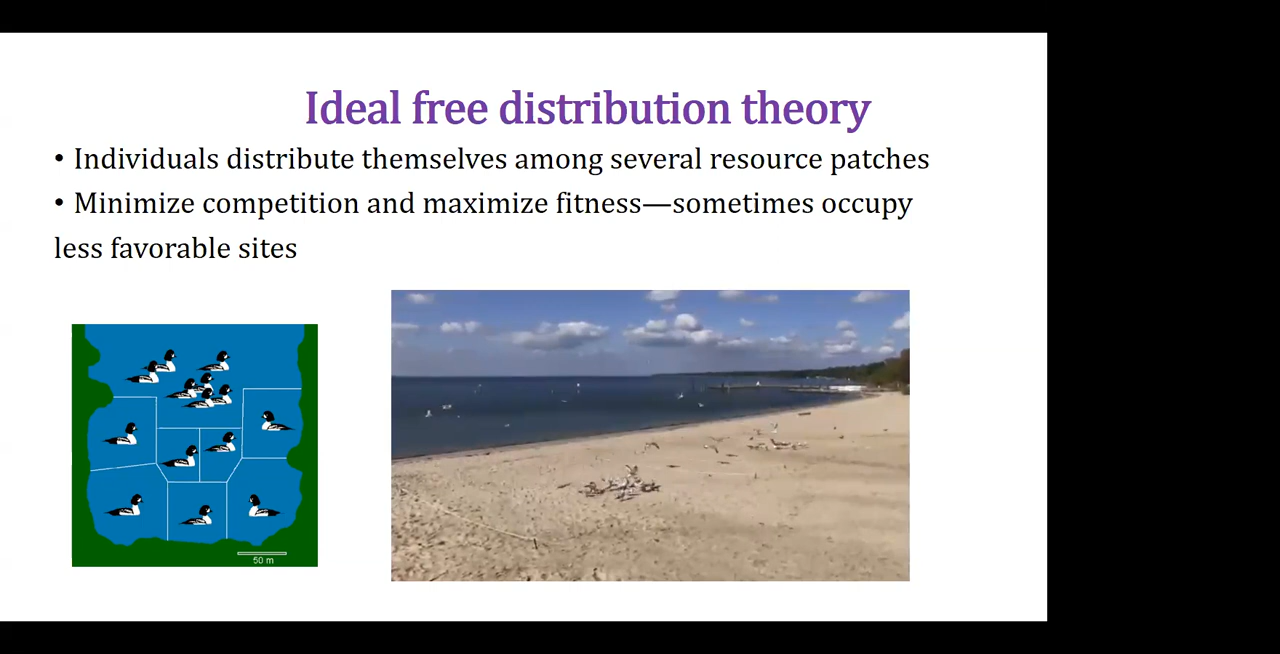 Ideal free distribution theory
• Individuals distribute themselves among several resource patches
• Minimize competition and maximize fitness—sometimes occupy
less favorable sites
50 m